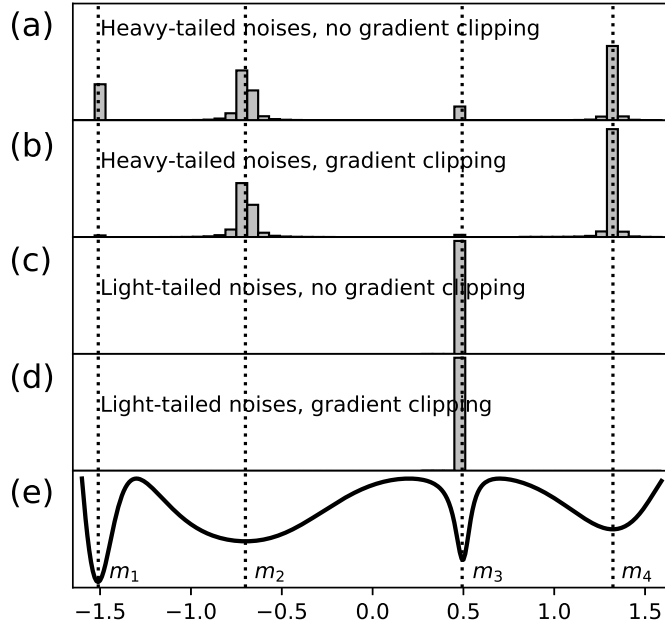 (a)
Heavy-tailed noises, no gradient clipping
(b)
Heavy-tailed noises, gradient clipping
(c)
Light-tailed noises, no gradient clipping
(d)
Light-tailed noises, gradient clipping
(e)
m1 m2 m3 m4
−1.5 −1.0 −0.5 0.0 0.5 1.0 1.5